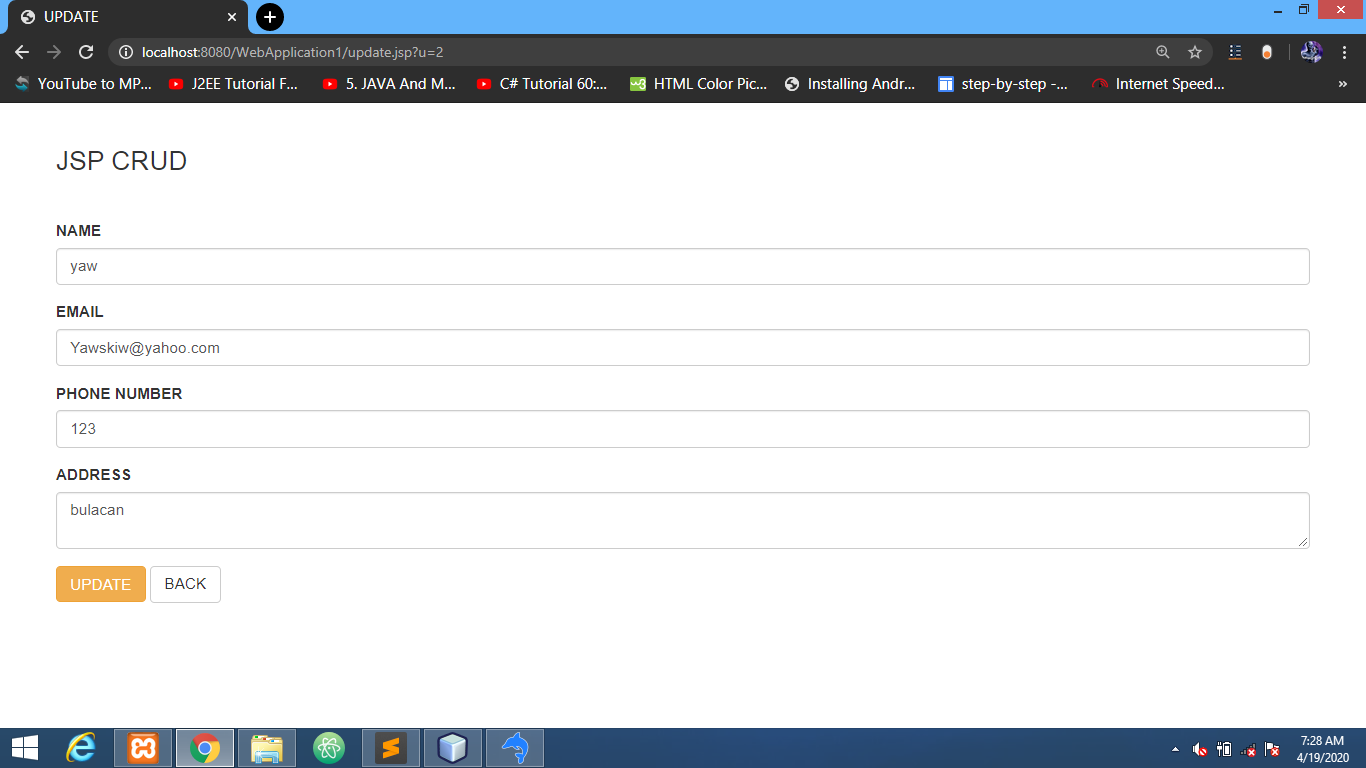 UPDATE
localhost:8080/WebApplication1/update.jsp?u=2
YouTube to MP... J2EE Tutorial F... 5. JAVA And M... C# Tutorial 60:... HTML Color Pic... Installing Andr... step-by-step -... Internet Speed... »
JSP CRUD
NAME
yaw
EMAIL
Yawskiw@yahoo.com
PHONE NUMBER
123
ADDRESS
bulacan
UPDATE BACK
7:28 AM
4/19/2020